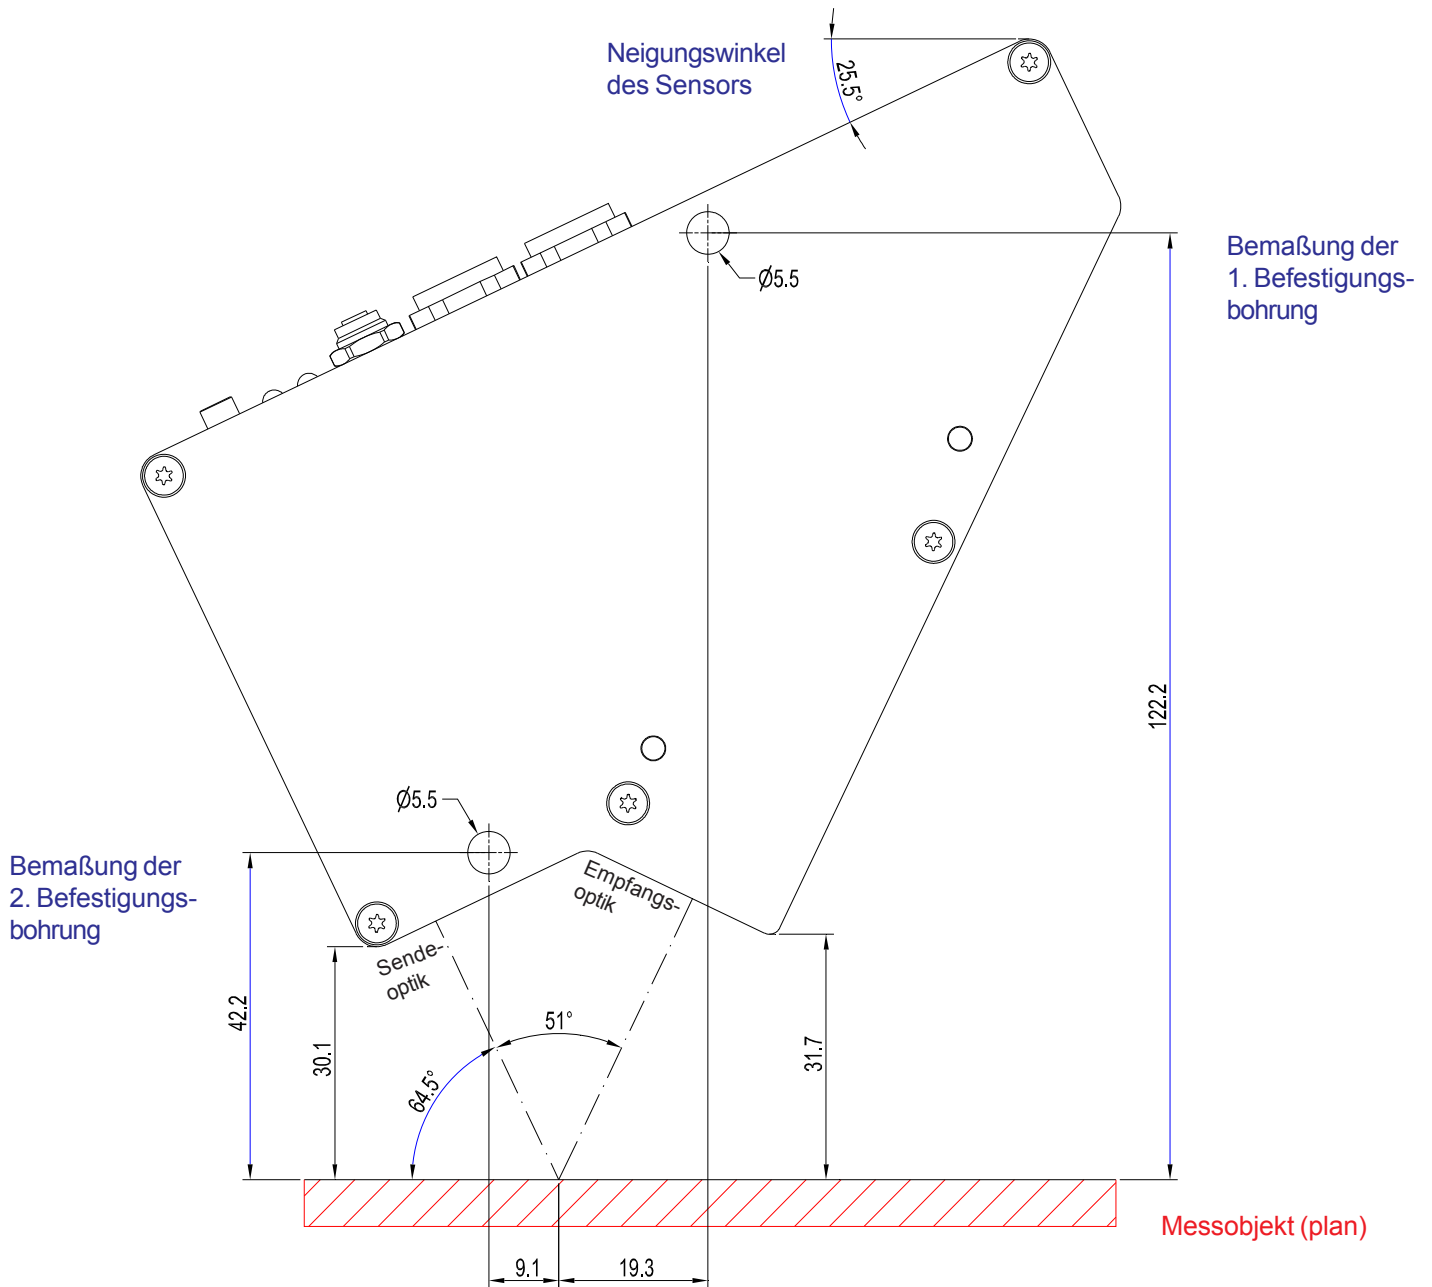 Neigungswinkel
des Sensors
25.5°
Ø5.5
Bemaßung der
1. Befestigungs-
bohrung
122.2
Ø5.5
Bemaßung der
2. Befestigungs-
bohrung
Empfangs-
optik
Sende-
optik
42.2
30.1
51°
64.5°
31.7
Messobjekt (plan)
9.1
19.3